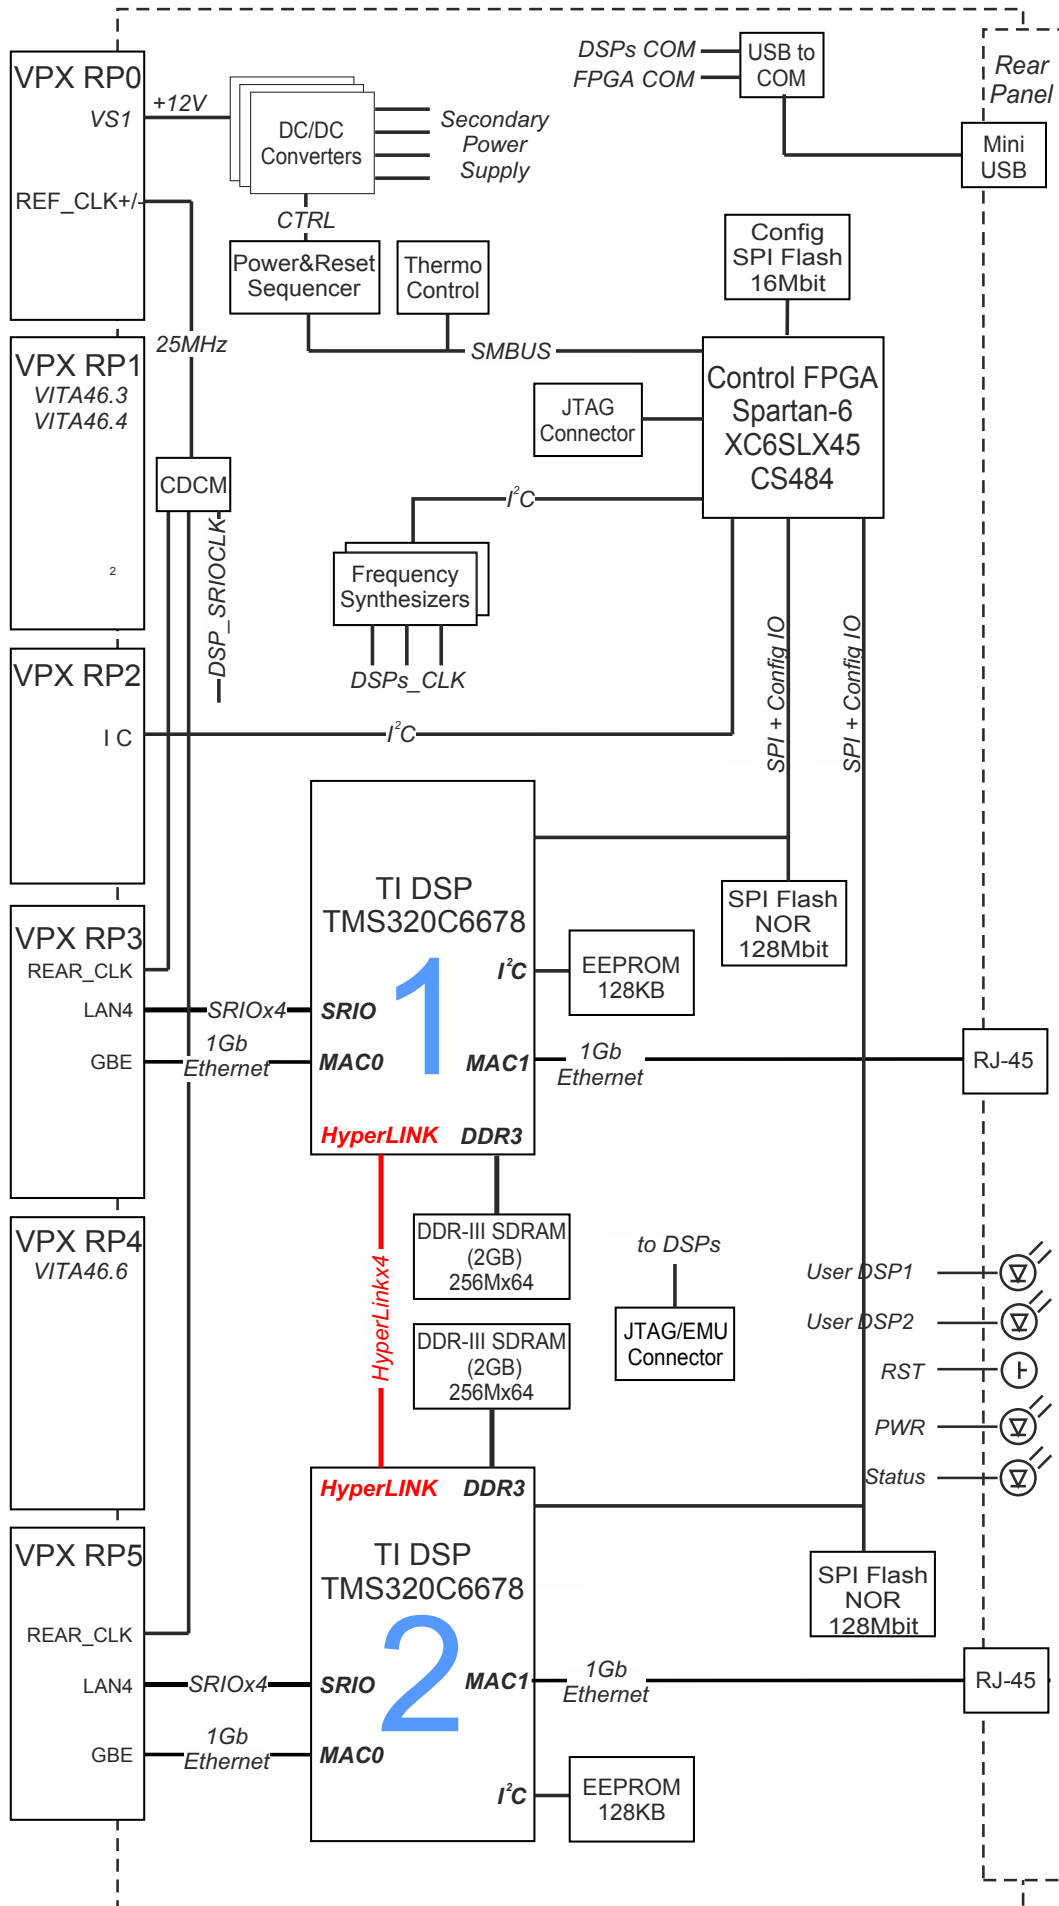 VPX RP0
VS1
+12V
REF_CLK+/-
DC/DC
Converters
Secondary
Power
Supply
CTRL
DSPs COM
FPGA COM
USB to
COM
Rear
Panel
Mini
USB
Power&Reset
Sequencer
Thermo
Control
Config
SPI Flash
16Mbit
25MHz
SMBUS
VPX RP1
VITA46.3
VITA46.4
2
CDCM
DSP_SRIOCLK
JTAG
Connector
Control FPGA
Spartan-6
XC6SLX45
CS484
I²C
Frequency
Synthesizers
DSPs_CLK
SPI + Config IO
SPI + Config IO
VPX RP2
I C
I²C
TI DSP
TMS320C6678
1
SPI Flash
NOR
128Mbit
I²C
EEPROM
128KB
VPX RP3
REAR_CLK
LAN4
SRIOx4
SRIO
GBE
1Gb
Ethernet
MAC0
MAC1
1Gb
Ethernet
RJ-45
HyperLINK
DDR3
DDR-III SDRAM
(2GB)
256Mx64
HyperLinkx4
to DSPs
JTAG/EMU
Connector
VPX RP4
VITA46.6
User DSP1
User DSP2
RST
PWR
Status
DDR-III SDRAM
(2GB)
256Mx64
HyperLINK
DDR3
TI DSP
TMS320C6678
2
SPI Flash
NOR
128Mbit
VPX RP5
REAR_CLK
LAN4
SRIOx4
SRIO
GBE
1Gb
Ethernet
MAC0
MAC1
1Gb
Ethernet
RJ-45
I²C
EEPROM
128KB